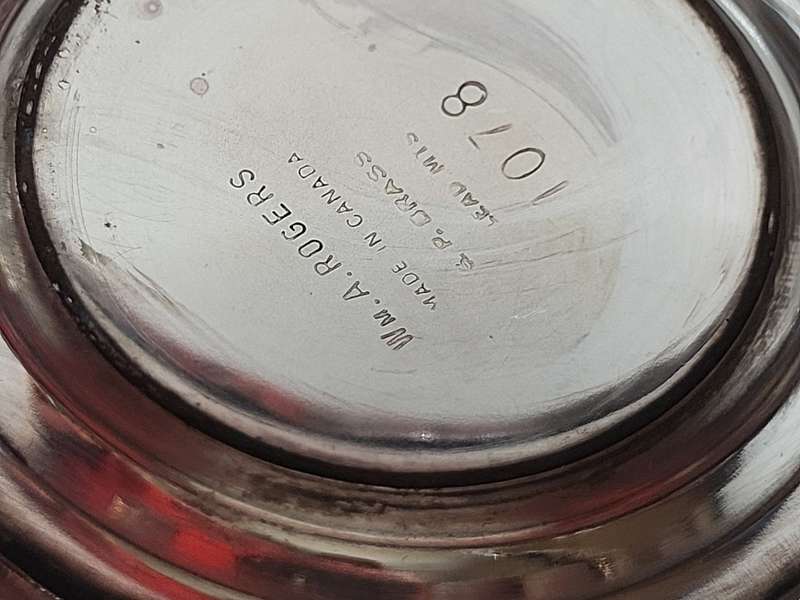 WM. A. ROGERS
MADE IN CANADA
S.P. BRASS
LEAD MTS
1078